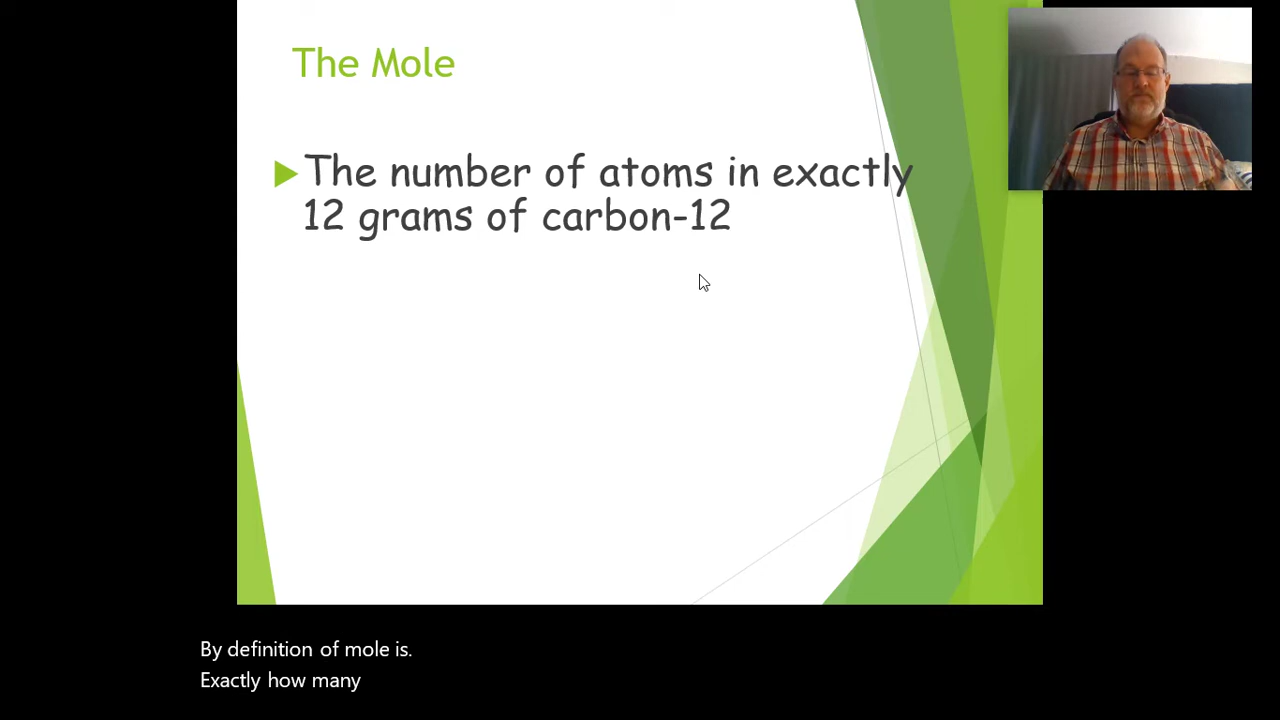 The Mole
The number of atoms in exactly
12 grams of carbon-12
By definition of mole is.
Exactly how many